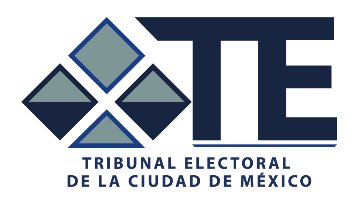 TE
TRIBUNAL ELECTORAL
DE LA CIUDAD DE MÉXICO